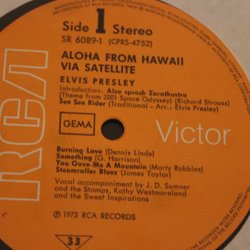 Side 1 Stereo
SR 6089-1 (CPRS-4752)
ALOHA FROM HAWAII
VIA SATELLITE
ELVIS PRESLEY
Introduction: Also sprach Zarathustra
(Theme from 2001 Space Odyssey) (Richard Strauss)
See See Rider (Traditional - Arr.: Elvis Presley)
RCA
GEMA
Victor
Burning Love (Dennis Linde)
Something (G. Harrison)
You Gave Me A Mountain (Marty Robbins)
Steamroller Blues (James Taylor)
Vocal accompaniment by J. D. Sumner
and the Stamps, Kathy Westmoreland
and the Sweet Inspirations
℗ 1973 RCA RECORDS
33